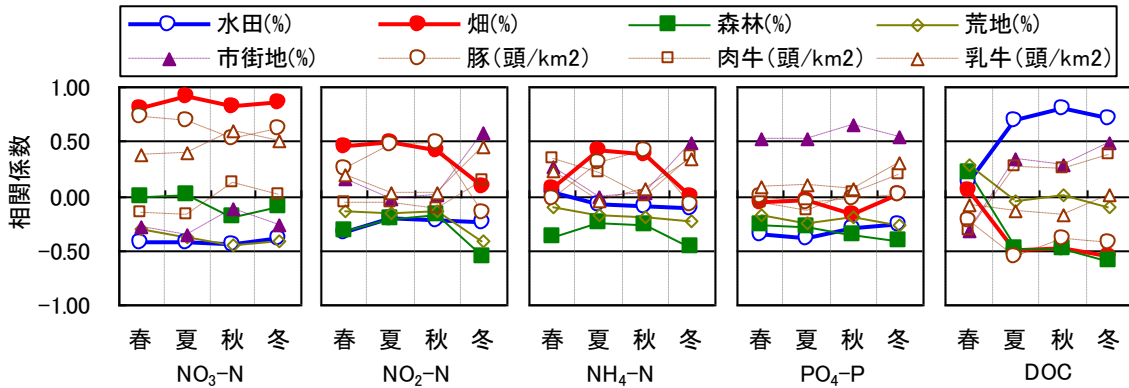 水田(%) 畑(%) 森林(%) 荒地(%)
市街地(%) 豚(頭/km2) 肉牛(頭/km2) 乳牛(頭/km2)
相関係数
1.00
0.50
0.00
-0.50
-1.00
春 夏 秋 冬 春 夏 秋 冬 春 夏 秋 冬 春 夏 秋 冬 春 夏 秋 冬
NO₃-N NO₂-N NH₄-N PO₄-P DOC